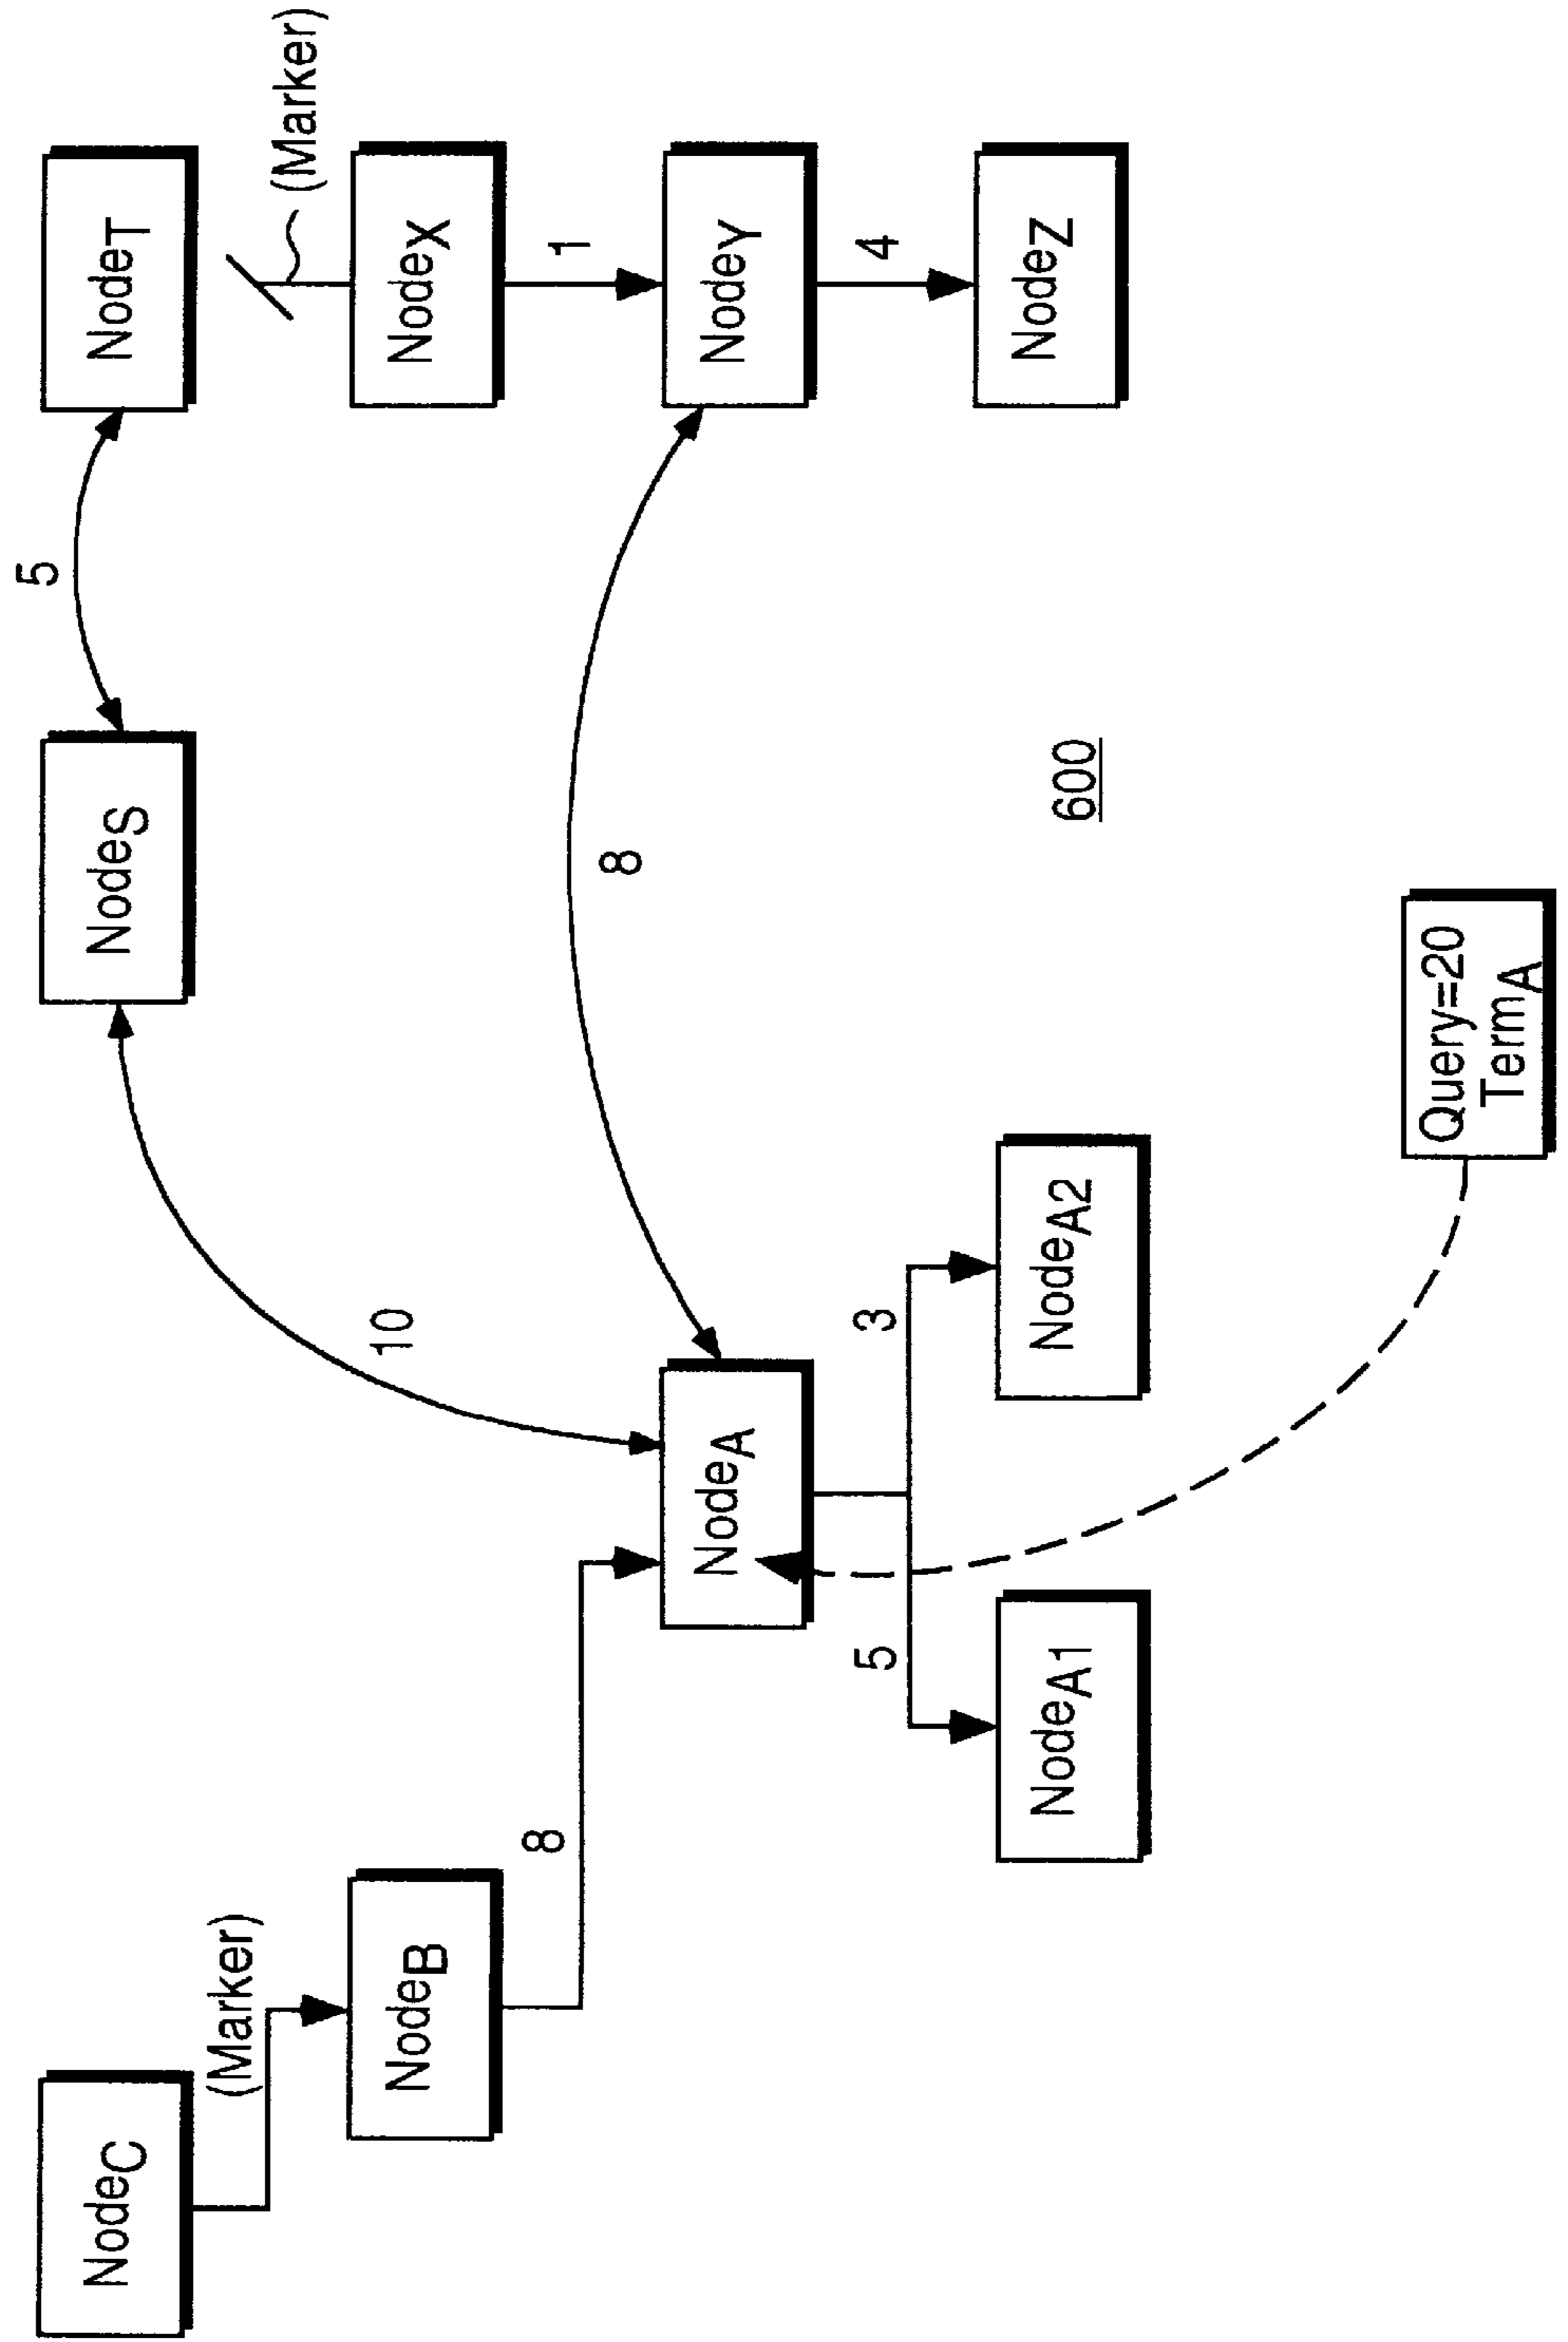 5
NodeC
NodeS
NodeT
(Marker)
(Marker)
10
NodeB
NodeX
8
1
8
NodeA
NodeY
5
3
4
NodeA1
NodeA2
NodeZ
600
Query=20
TermA